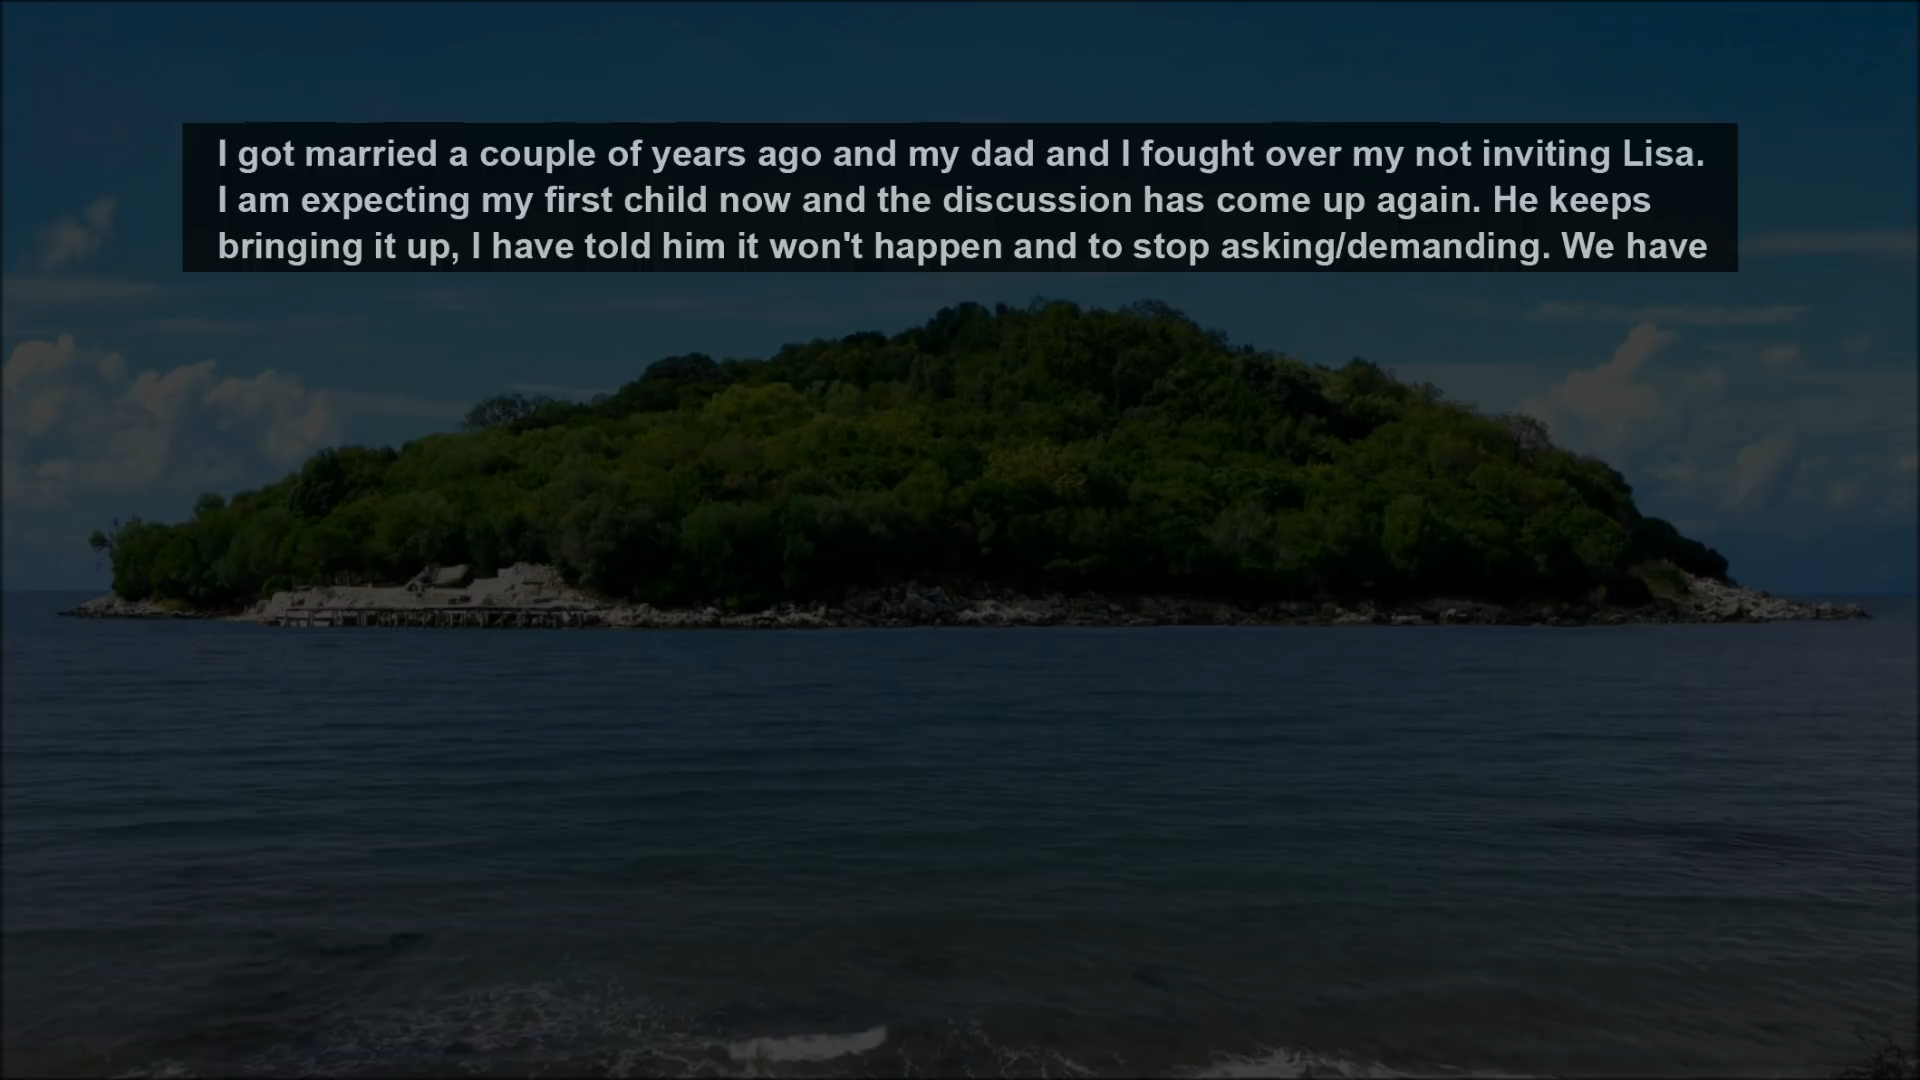 I got married a couple of years ago and my dad and I fought over my not inviting Lisa.
I am expecting my first child now and the discussion has come up again. He keeps
bringing it up, I have told him it won't happen and to stop asking/demanding. We have